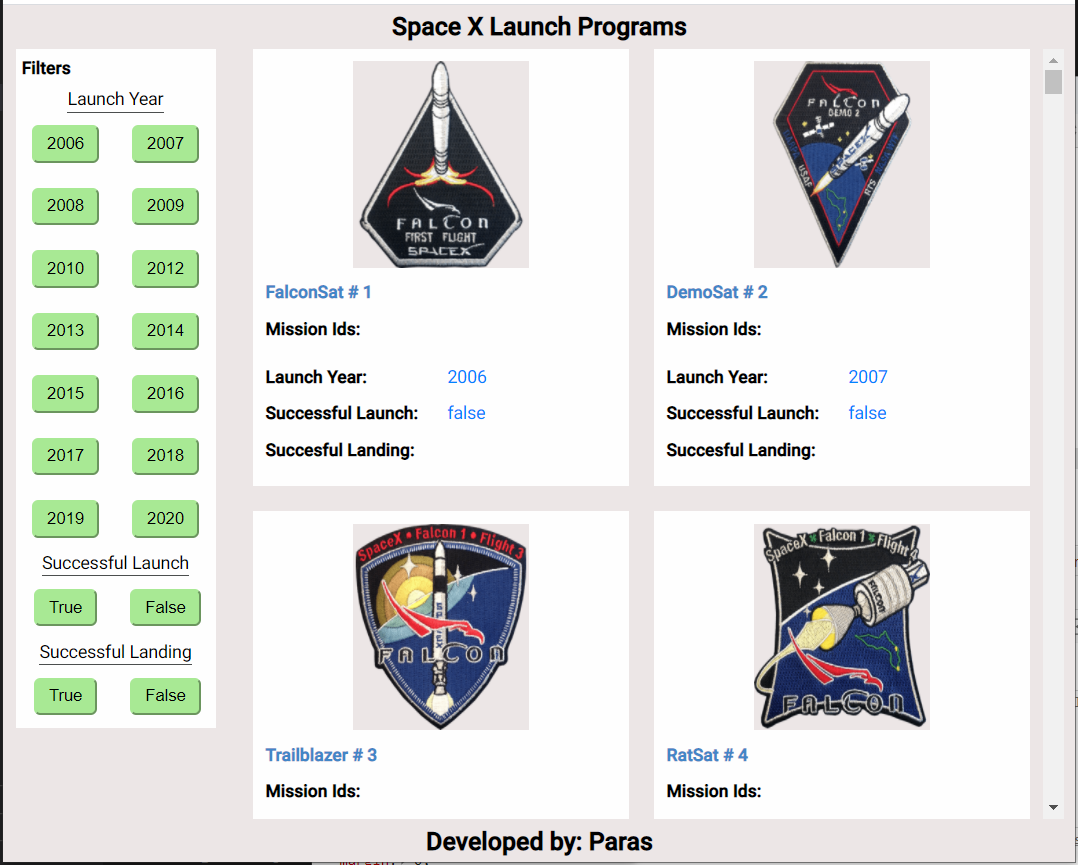 Space X Launch Programs
Filters
Launch Year
2006 2007
2008 2009
2010 2012
2013 2014
2015 2016
2017 2018
2019 2020
Successful Launch
True False
Successful Landing
True False
FALCON
FIRST FLIGHT
SPACEX
FalconSat # 1
Mission Ids:
Launch Year: 2006
Successful Launch: false
Succesful Landing:
FALCON
DEMO 2
SPACEX
USAF
RTS
DemoSat # 2
Mission Ids:
Launch Year: 2007
Successful Launch: false
Succesful Landing:
SpaceX • Falcon 1 • Flight 3
FALCON
Trailblazer # 3
Mission Ids:
SpaceX Falcon 1 Flight 4
FALCON
FALCON
RatSat # 4
Mission Ids:
Developed by: Paras